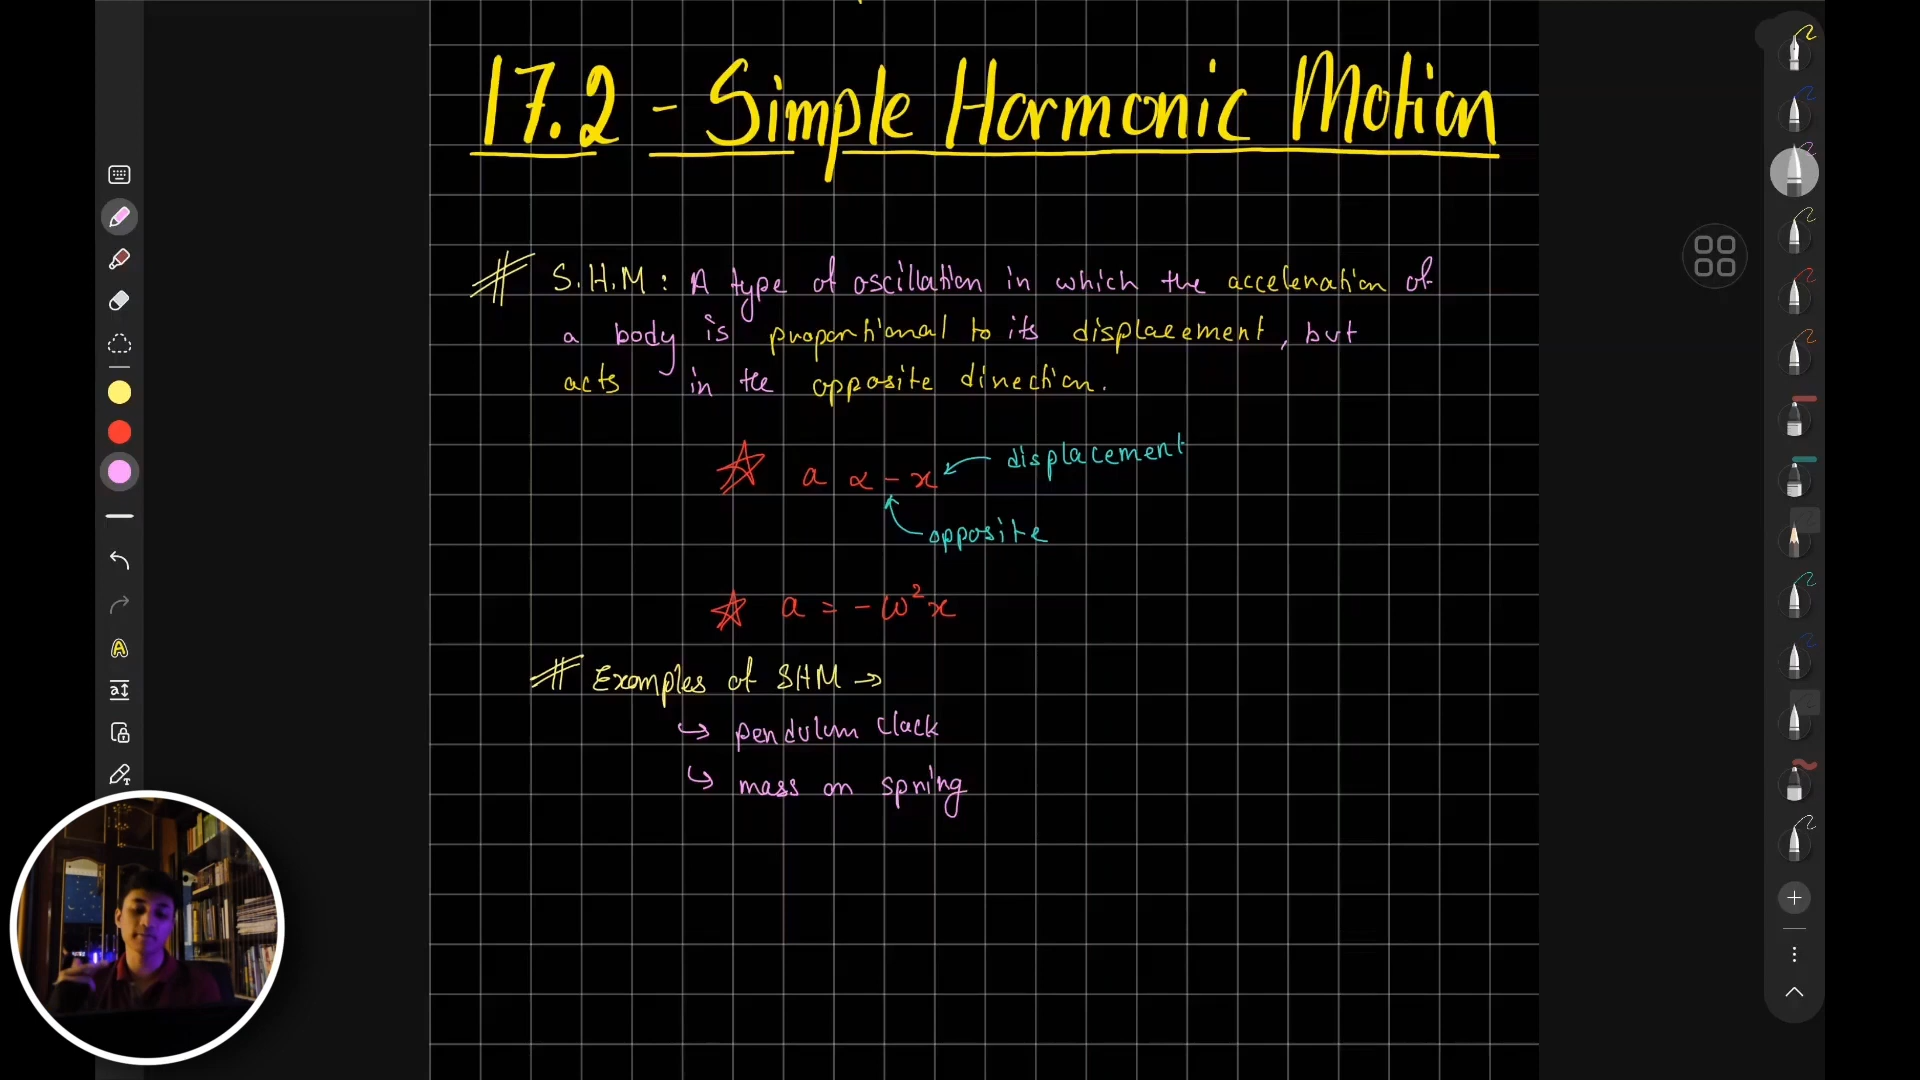 17.2 - Simple Harmonic Motion
# S.H.M: A type of oscillation in which the acceleration of
a body is proportional to its displacement, but
acts in the opposite direction.
a ∝ - x ← displacement
opposite
a = - ω²x
# Examples of SHM →
↳ pendulum clock
↳ mass on spring